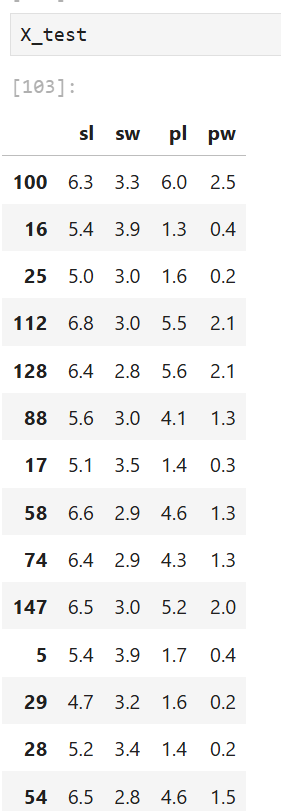 X_test
[103]:
sl sw pl pw
100 6.3 3.3 6.0 2.5
16 5.4 3.9 1.3 0.4
25 5.0 3.0 1.6 0.2
112 6.8 3.0 5.5 2.1
128 6.4 2.8 5.6 2.1
88 5.6 3.0 4.1 1.3
17 5.1 3.5 1.4 0.3
58 6.6 2.9 4.6 1.3
74 6.4 2.9 4.3 1.3
147 6.5 3.0 5.2 2.0
5 5.4 3.9 1.7 0.4
29 4.7 3.2 1.6 0.2
28 5.2 3.4 1.4 0.2
54 6.5 2.8 4.6 1.5